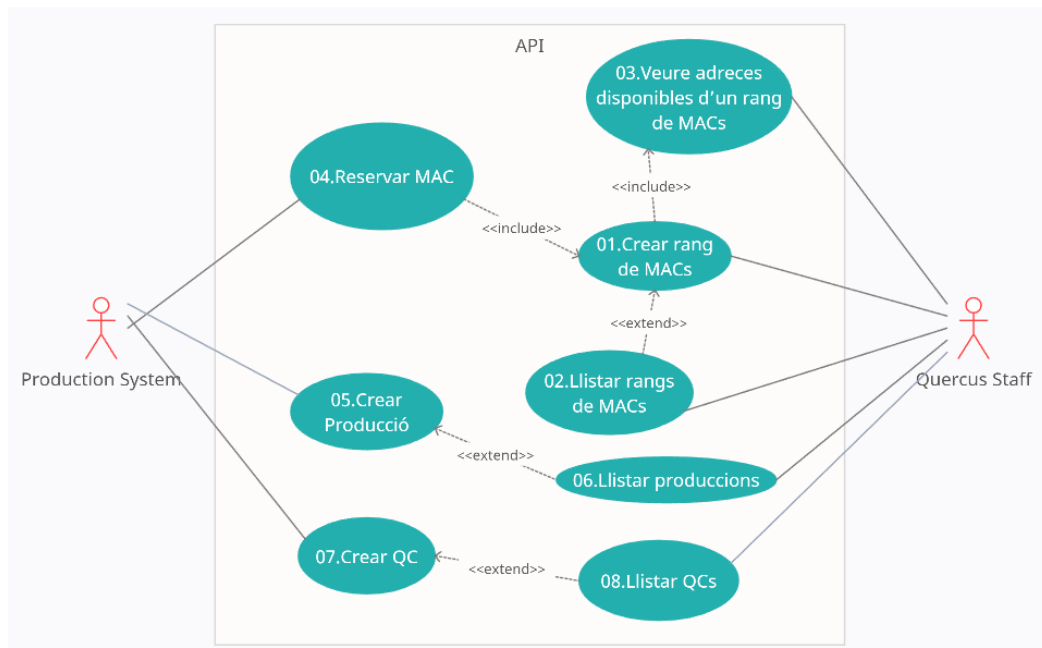 API
03.Veure adreces
disponibles d'un rang
de MACs
04.Reservar MAC
<<include>>
<<include>>
01.Crear rang
de MACs
<<extend>>
Production System
Quercus Staff
02.Llistar rangs
de MACs
05.Crear
Producció
<<extend>>
06.Llistar produccions
07.Crear QC
<<extend>>
08.Llistar QCs